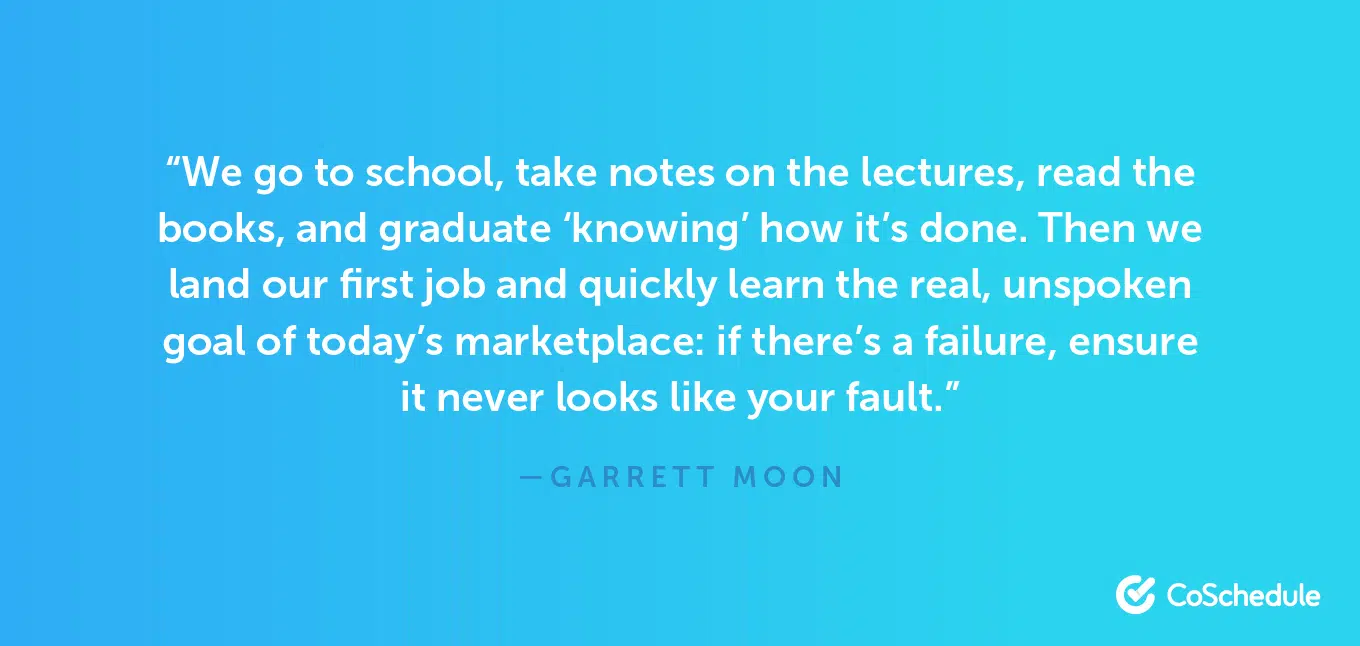 “We go to school, take notes on the lectures, read the
books, and graduate ‘knowing’ how it’s done. Then we
land our first job and quickly learn the real, unspoken
goal of today’s marketplace: if there’s a failure, ensure
it never looks like your fault.”
—GARRETT MOON
CoSchedule